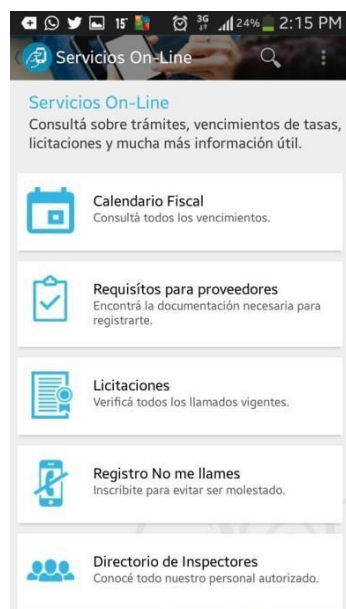 15°
3G
24%
2:15 PM
Servicios On-Line
Servicios On-Line
Consultá sobre trámites, vencimientos de tasas,
licitaciones y mucha más información útil.
Calendario Fiscal
Consultá todos los vencimientos.
Requisítos para proveedores
Encontrá la documentación necesaria para
registrarte.
Licitaciones
Verificá todos los llamados vigentes.
Registro No me llames
Inscribite para evitar ser molestado.
Directorio de Inspectores
Conocé todo nuestro personal autorizado.